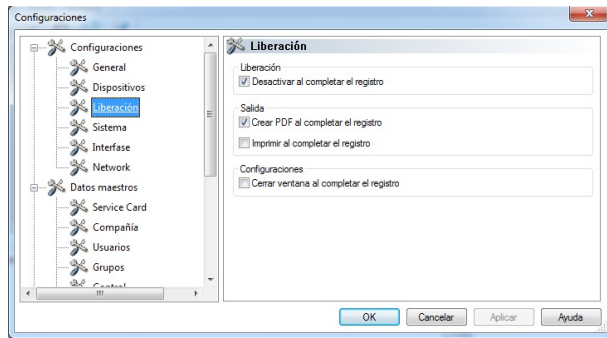 Configuraciones
Configuraciones
General
Dispositivos
Liberación
Sistema
Interfase
Network
Datos maestros
Service Card
Compañía
Usuarios
Grupos
Control
Liberación
Liberación
Desactivar al completar el registro
Salida
Crear PDF al completar el registro
Imprimir al completar el registro
Configuraciones
Cerrar ventana al completar el registro
OK Cancelar Aplicar Ayuda